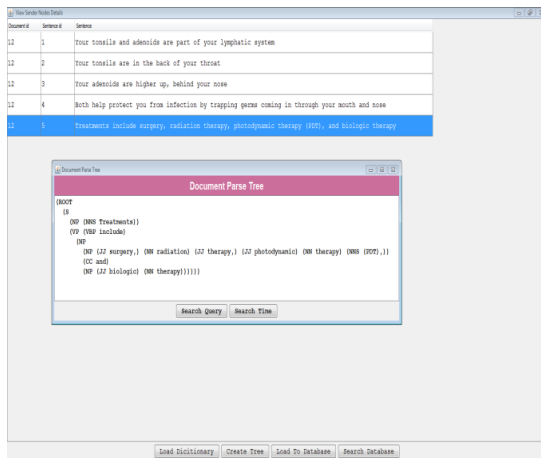 View Sender Nodes Details
Document id Sentence id Sentence
12 1 Your tonsils and adenoids are part of your lymphatic system
12 2 Your tonsils are in the back of your throat
12 3 Your adenoids are higher up, behind your nose
12 4 Both help protect you from infection by trapping germs coming in through your mouth and nose
12 5 Treatments include surgery, radiation therapy, photodynamic therapy (PDT), and biologic therapy
Document Parse Tree
Document Parse Tree
(ROOT
(S
(NP (NNS Treatments))
(VP (VBP include)
(NP
(NP (JJ surgery,) (NN radiation) (JJ therapy,) (JJ photodynamic) (NN therapy) (NNS (PDT),))
(CC and)
(NP (JJ biologic) (NN therapy))))))
Search Query Search Time
Load Dicitionary Create Tree Load To Database Search Database